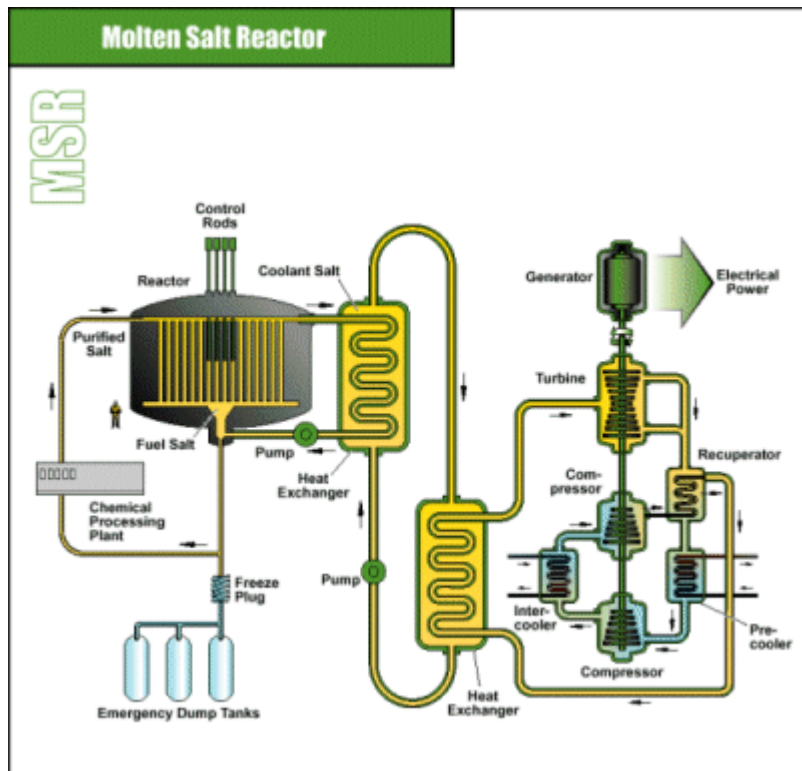 Molten Salt Reactor
MSR
Control
Rods
Reactor
Coolant Salt
Purified
Salt
Fuel Salt
Pump
Heat
Exchanger
Chemical
Processing
Plant
Freeze
Plug
Emergency Dump Tanks
Pump
Heat
Exchanger
Generator
Electrical
Power
Turbine
Recuperator
Com-
pressor
Inter-
cooler
Pre-
cooler
Compressor